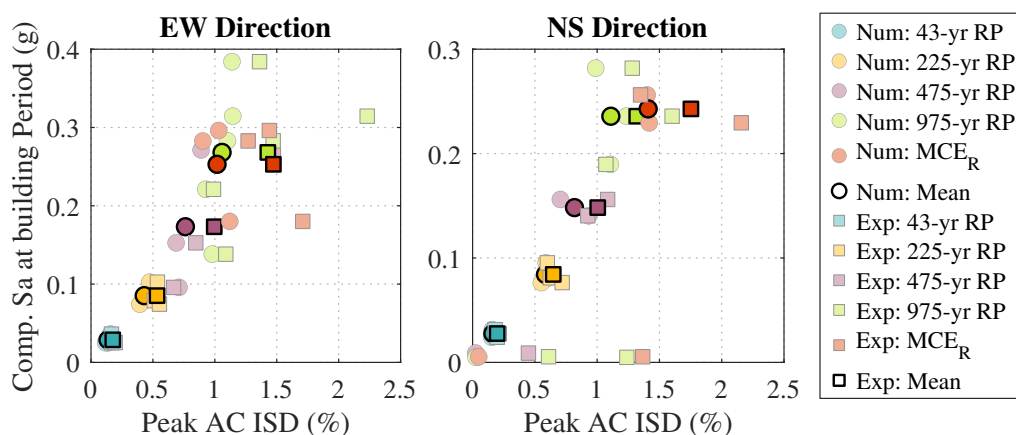 EW Direction
NS Direction
Comp. Sa at building Period (g)
0.4
0.3
0.2
0.1
0
0
0.5
1
1.5
2
2.5
Peak AC ISD (%)
0.3
0.2
0.1
0
0
0.5
1
1.5
2
2.5
Peak AC ISD (%)
Num: 43-yr RP
Num: 225-yr RP
Num: 475-yr RP
Num: 975-yr RP
Num: MCE_R
Num: Mean
Exp: 43-yr RP
Exp: 225-yr RP
Exp: 475-yr RP
Exp: 975-yr RP
Exp: MCE_R
Exp: Mean